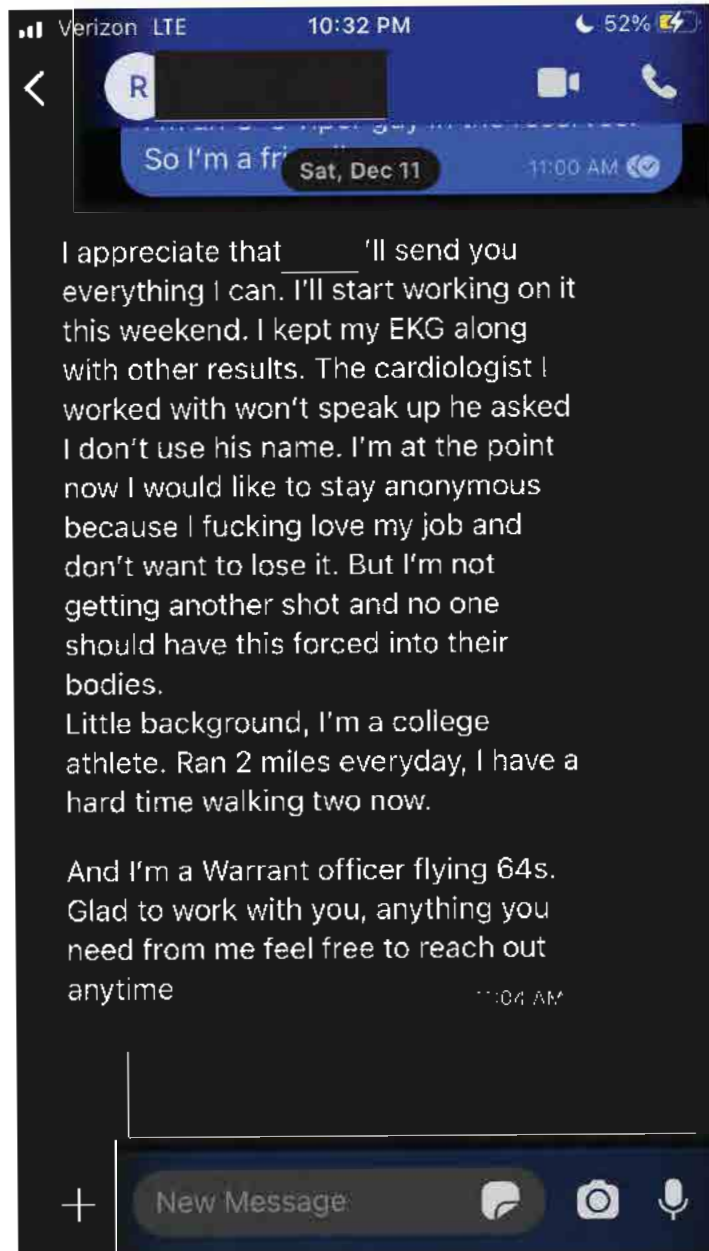 Verizon LTE 10:32 PM 52%
R
So I'm a
Sat, Dec 11
11:00 AM
I appreciate that 'll send you
everything I can. I'll start working on it
this weekend. I kept my EKG along
with other results. The cardiologist I
worked with won't speak up he asked
I don't use his name. I'm at the point
now I would like to stay anonymous
because I fucking love my job and
don't want to lose it. But I'm not
getting another shot and no one
should have this forced into their
bodies.
Little background, I'm a college
athlete. Ran 2 miles everyday, I have a
hard time walking two now.
And I'm a Warrant officer flying 64s.
Glad to work with you, anything you
need from me feel free to reach out
anytime
11:04 AM
New Message